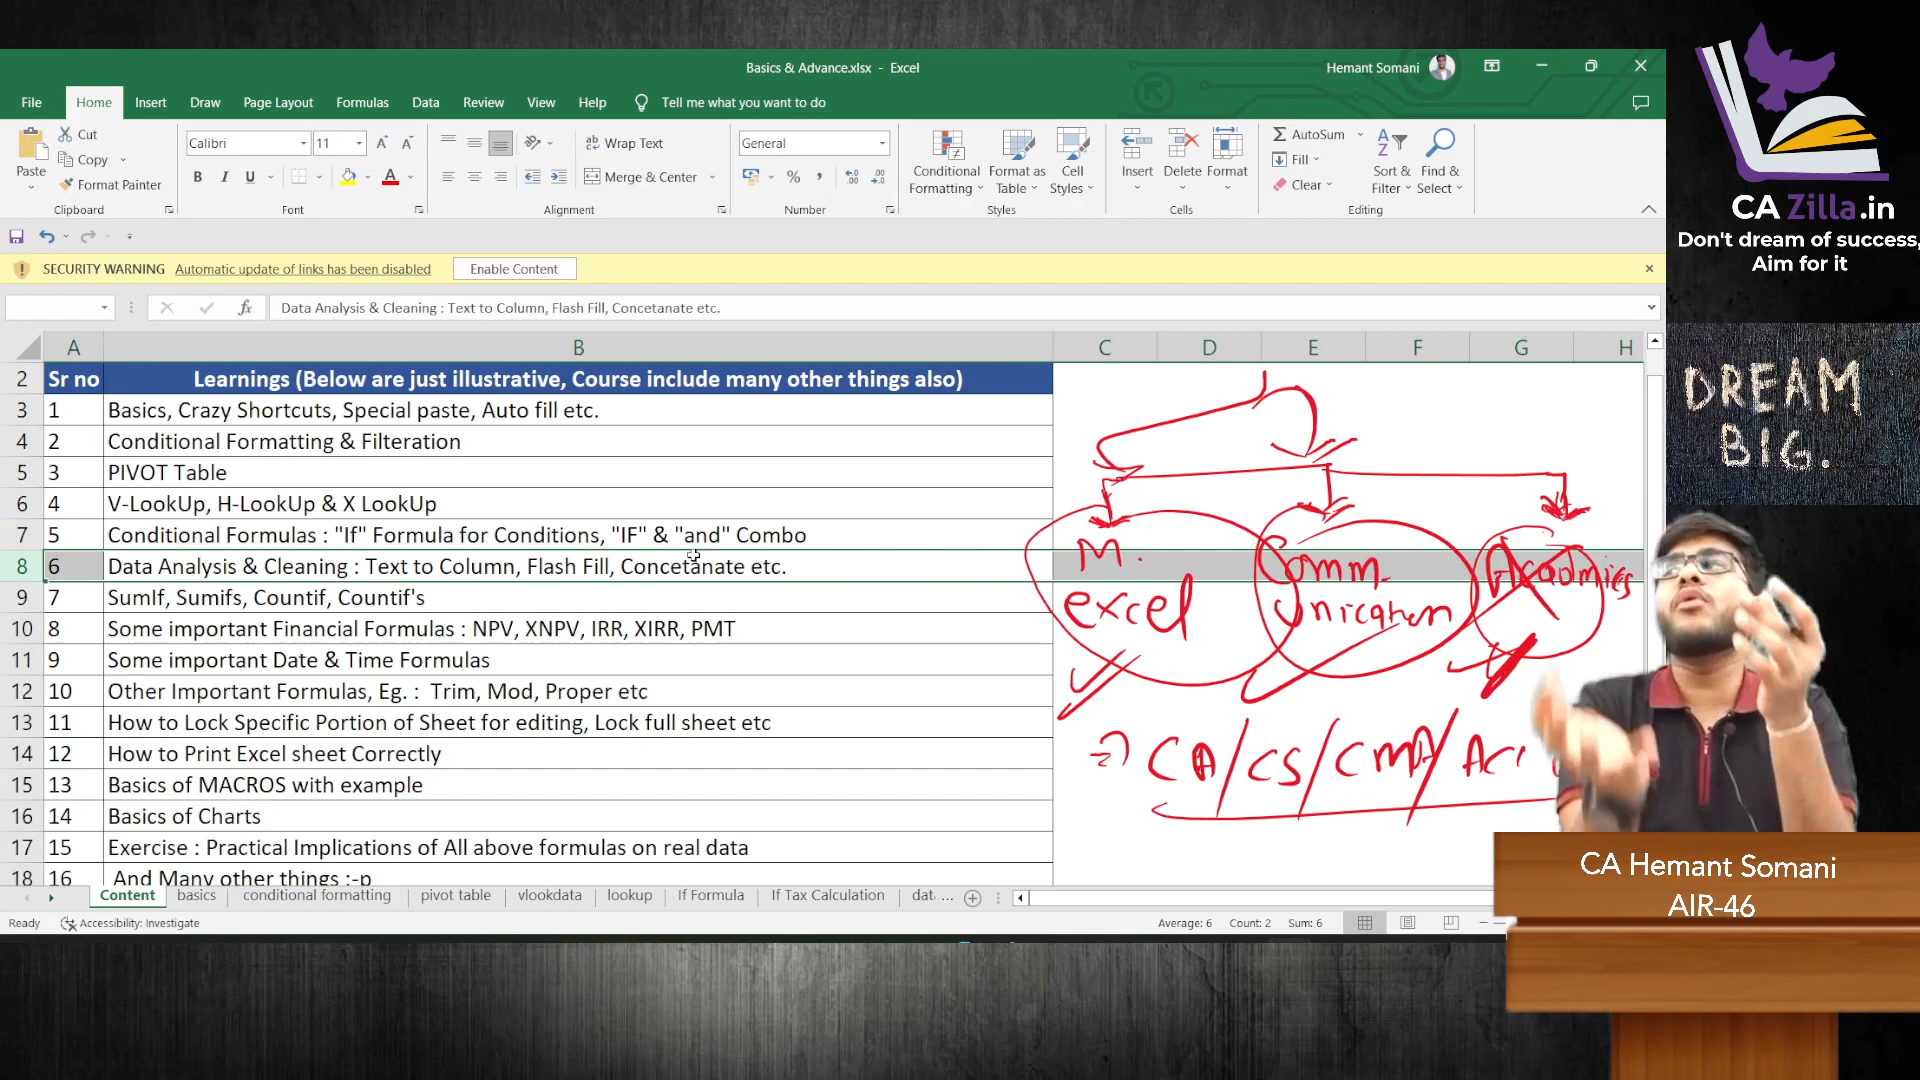 Basics & Advance.xlsx - Excel
Hemant Somani
File Home Insert Draw Page Layout Formulas Data Review View Help Tell me what you want to do
Paste
Cut
Copy
Format Painter
Clipboard
Calibri 11
B I U
Font
Wrap Text
Merge & Center
Alignment
General
Number
Conditional Formatting
Format as Table
Cell Styles
Styles
Insert Delete Format
Cells
AutoSum
Fill
Clear
Sort & Filter
Find & Select
Editing
SECURITY WARNING Automatic update of links has been disabled Enable Content
fx Data Analysis & Cleaning : Text to Column, Flash Fill, Concetanate etc.
A B C D E F G H
2 Sr no Learnings (Below are just illustrative, Course include many other things also)
3 1 Basics, Crazy Shortcuts, Special paste, Auto fill etc.
4 2 Conditional Formatting & Filteration
5 3 PIVOT Table
6 4 V-LookUp, H-LookUp & X LookUp
7 5 Conditional Formulas : "If" Formula for Conditions, "IF" & "and" Combo
8 6 Data Analysis & Cleaning : Text to Column, Flash Fill, Concetanate etc.
9 7 SumIf, Sumifs, Countif, Countif's
10 8 Some important Financial Formulas : NPV, XNPV, IRR, XIRR, PMT
11 9 Some important Date & Time Formulas
12 10 Other Important Formulas, Eg. : Trim, Mod, Proper etc
13 11 How to Lock Specific Portion of Sheet for editing, Lock full sheet etc
14 12 How to Print Excel sheet Correctly
15 13 Basics of MACROS with example
16 14 Basics of Charts
17 15 Exercise : Practical Implications of All above formulas on real data
18 16 And Many other things :-p
M.
excel
Comm.
unication
CA/CS/CMA/ACC
Content basics conditional formatting pivot table vlookdata lookup If Formula If Tax Calculation dat ...
Ready Accessibility: Investigate Average: 6 Count: 2 Sum: 6
CA Zilla.in
Don't dream of success,
Aim for it
DREAM
BIG.
CA Hemant Somani
AIR-46